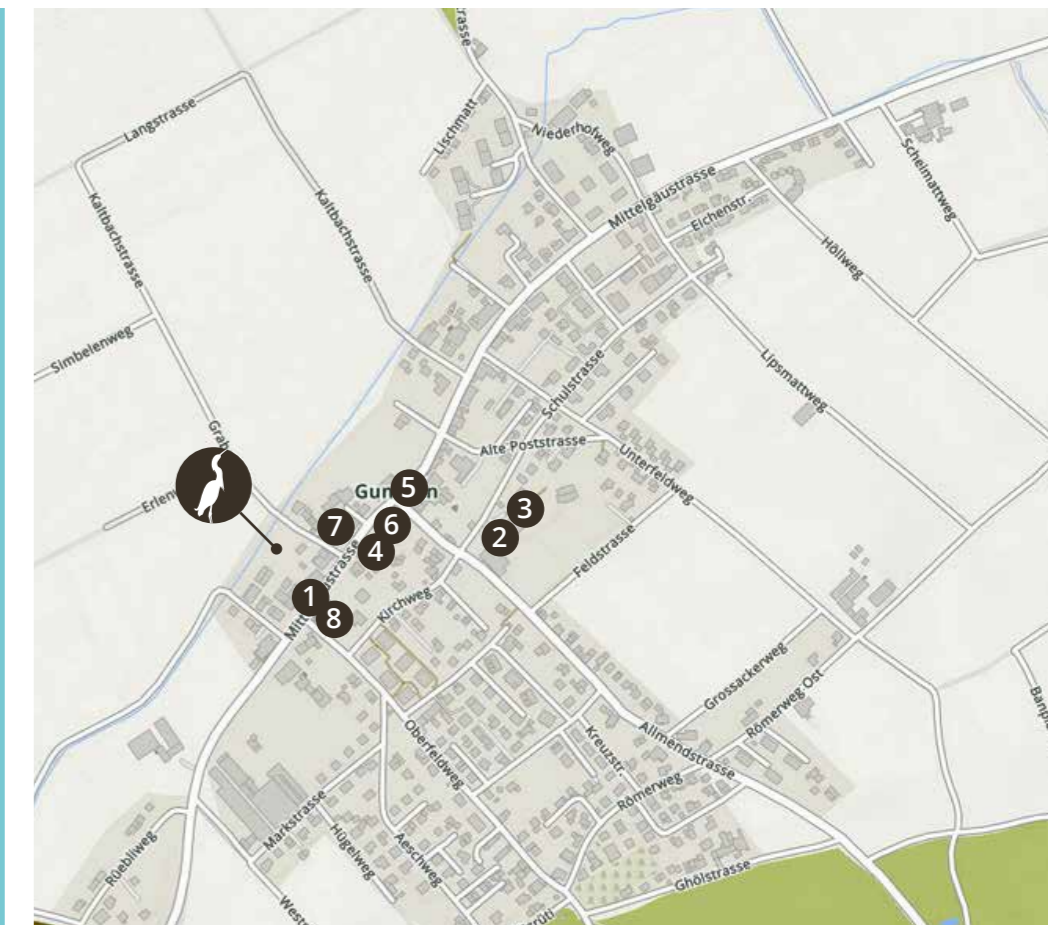 Langstrasse
Lischmatt
Niederhofweg
Kaltbachstrasse
Kaltbachstrasse
Mittelgäustrasse
Eichenstr.
Scheimattweg
Höllweg
Simbelenweg
Lipsmattweg
Schulstrasse
Alte Poststrasse
Unterfeldweg
5
3
7
6
2
4
Feldstrasse
1
8
Kirchweg
Grossackerweg
Römerweg Ost
Oberfeldweg
Kreuzstr.
Allmendstrasse
Römerweg
Markstrasse
Hügelweg
Aeschweg
Rüebliweg
Ghölstrasse